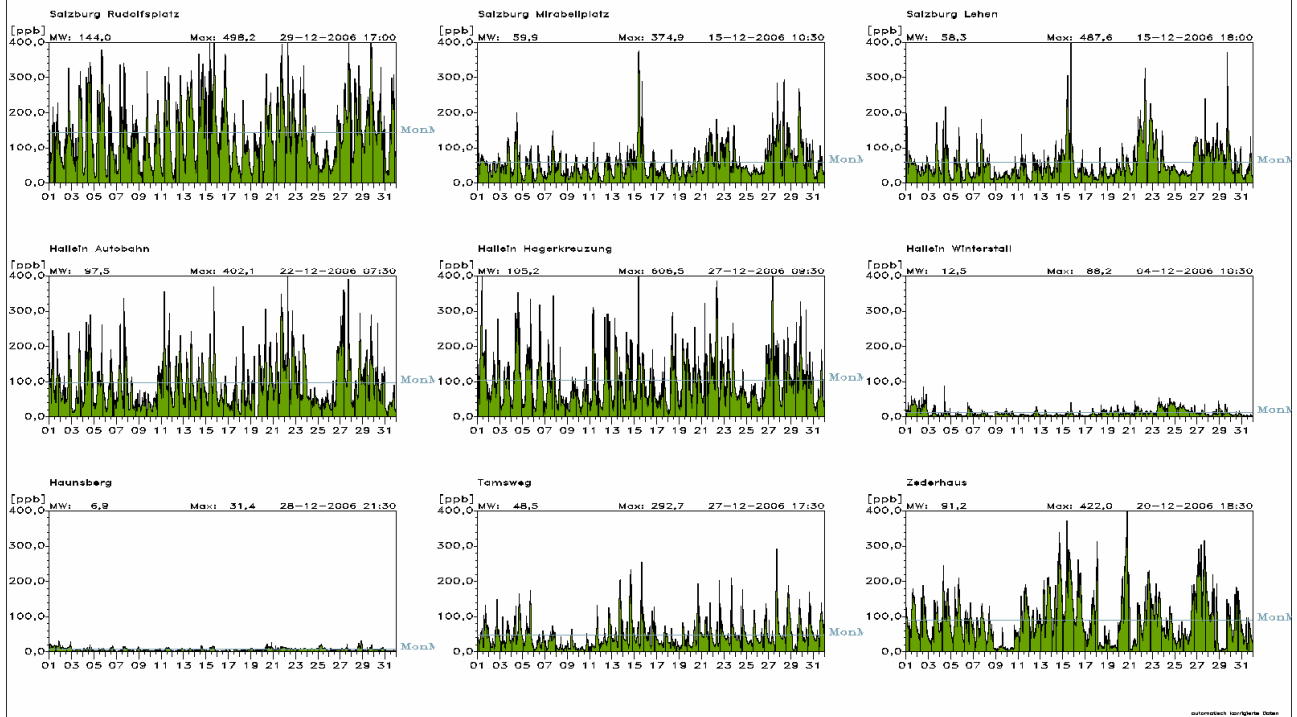 Salzburg Rudolfsplatz
[ppb] MW: 144,0 Max: 498,2 29-12-2006 17:00
400,0
300,0
200,0
100,0
0,0
MonM
01 03 05 07 09 11 13 15 17 19 21 23 25 27 29 31
Salzburg Mirabellplatz
[ppb] MW: 59,9 Max: 374,9 15-12-2006 10:30
400,0
300,0
200,0
100,0
0,0
MonM
01 03 05 07 09 11 13 15 17 19 21 23 25 27 29 31
Salzburg Lehen
[ppb] MW: 58,3 Max: 487,6 15-12-2006 18:00
400,0
300,0
200,0
100,0
0,0
MonM
01 03 05 07 09 11 13 15 17 19 21 23 25 27 29 31
Hallein Autobahn
[ppb] MW: 97,5 Max: 402,1 22-12-2006 07:30
400,0
300,0
200,0
100,0
0,0
MonM
01 03 05 07 09 11 13 15 17 19 21 23 25 27 29 31
Hallein Hagerkreuzung
[ppb] MW: 105,2 Max: 606,5 27-12-2006 09:30
400,0
300,0
200,0
100,0
0,0
MonM
01 03 05 07 09 11 13 15 17 19 21 23 25 27 29 31
Hallein Winterstall
[ppb] MW: 12,5 Max: 88,2 04-12-2006 10:30
400,0
300,0
200,0
100,0
0,0
MonM
01 03 05 07 09 11 13 15 17 19 21 23 25 27 29 31
Haunsberg
[ppb] MW: 6,9 Max: 31,4 28-12-2006 21:30
400,0
300,0
200,0
100,0
0,0
MonM
01 03 05 07 09 11 13 15 17 19 21 23 25 27 29 31
Tamsweg
[ppb] MW: 48,5 Max: 292,7 27-12-2006 17:30
400,0
300,0
200,0
100,0
0,0
MonM
01 03 05 07 09 11 13 15 17 19 21 23 25 27 29 31
Zederhaus
[ppb] MW: 91,2 Max: 422,0 20-12-2006 18:30
400,0
300,0
200,0
100,0
0,0
MonM
01 03 05 07 09 11 13 15 17 19 21 23 25 27 29 31
automatisch korrigierte Daten